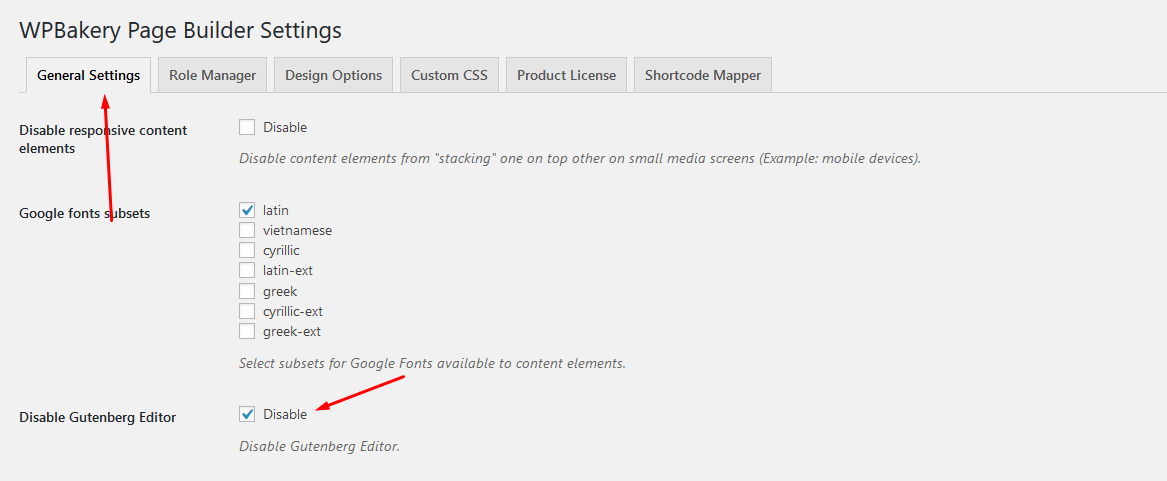 WPBakery Page Builder Settings
General Settings
Role Manager
Design Options
Custom CSS
Product License
Shortcode Mapper
Disable responsive content
elements
Disable
Disable content elements from "stacking" one on top other on small media screens (Example: mobile devices).
Google fonts subsets
latin
vietnamese
cyrillic
latin-ext
greek
cyrillic-ext
greek-ext
Select subsets for Google Fonts available to content elements.
Disable Gutenberg Editor
Disable
Disable Gutenberg Editor.